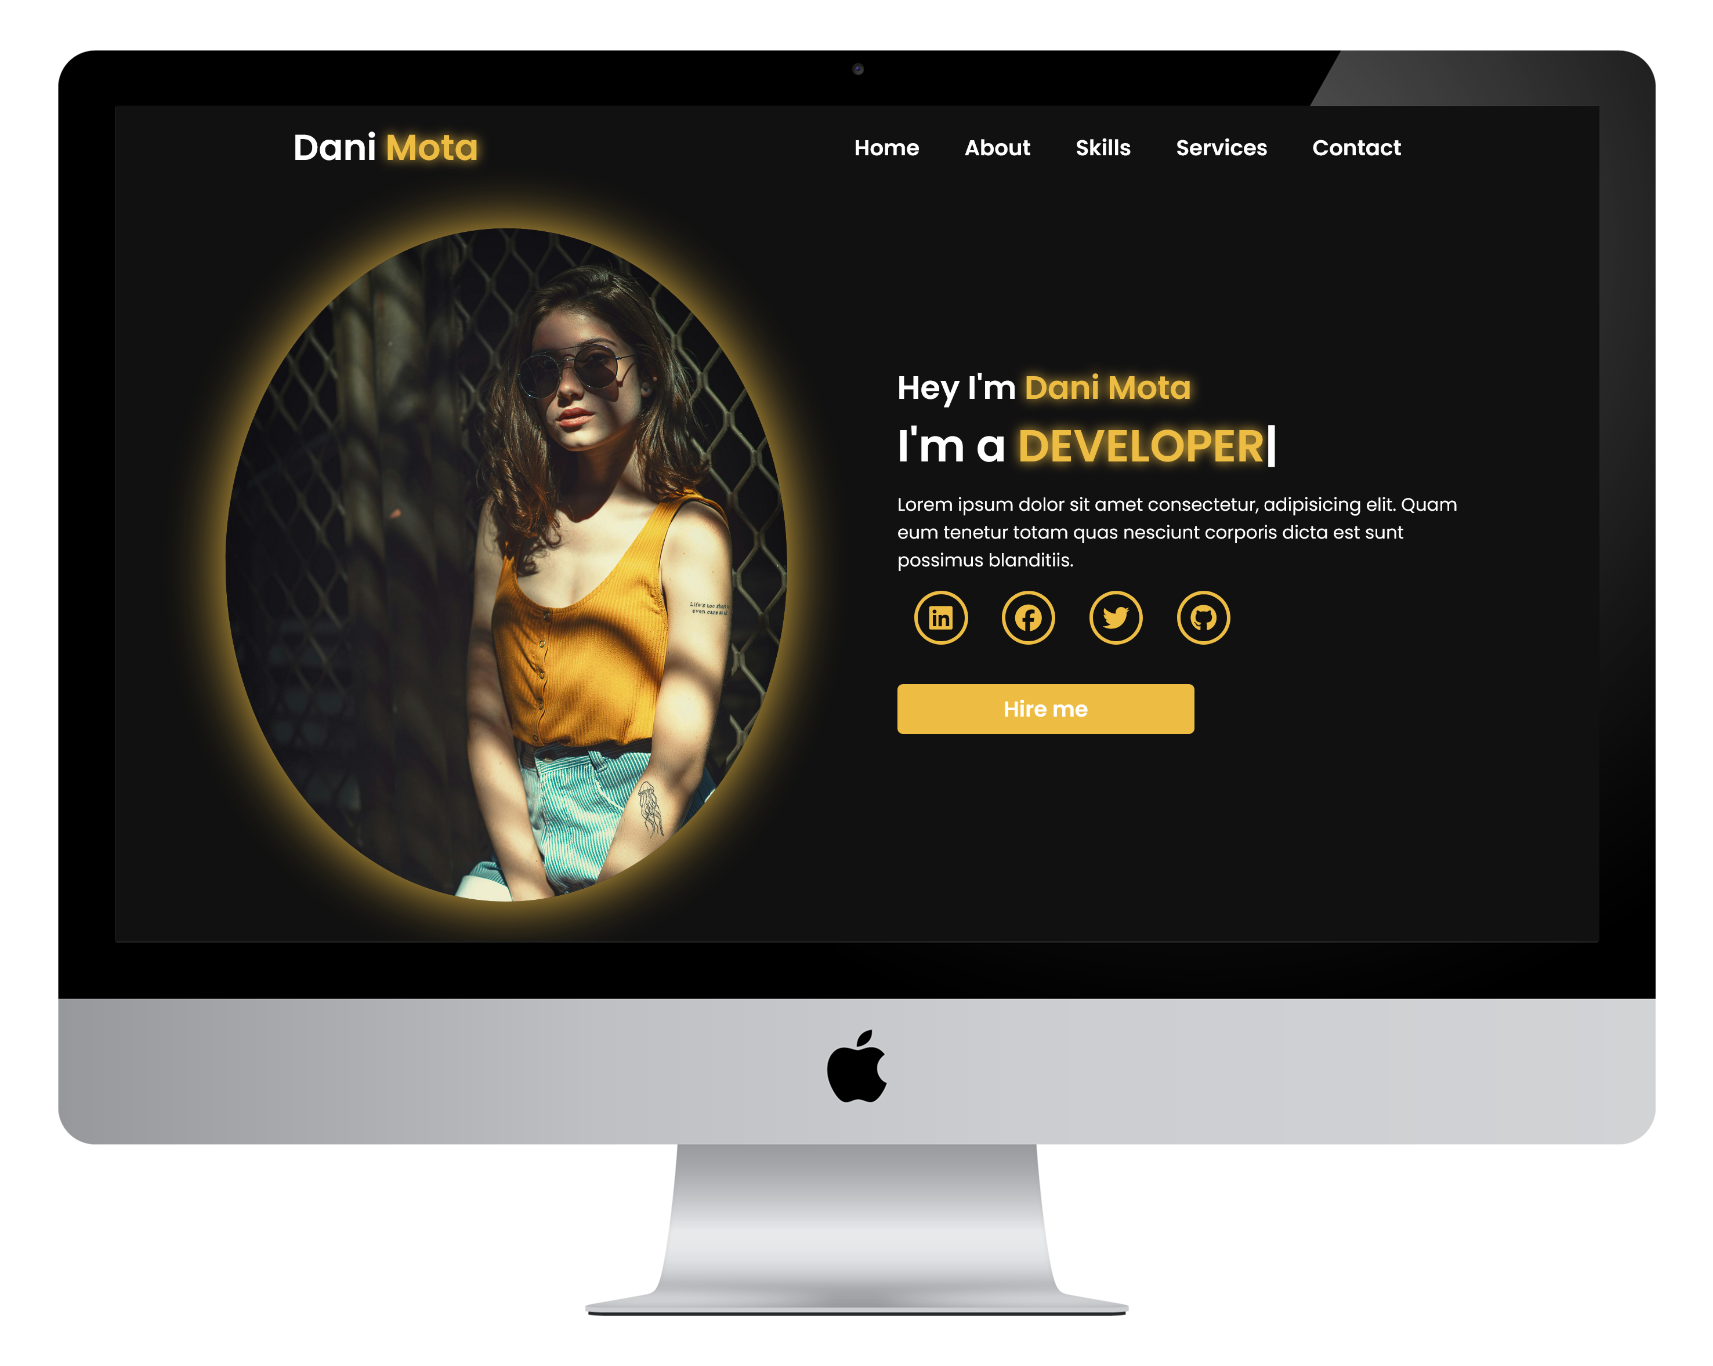 Dani Mota
Home About Skills Services Contact
Hey I'm Dani Mota
I'm a DEVELOPER|
Lorem ipsum dolor sit amet consectetur, adipisicing elit. Quam
eum tenetur totam quas nesciunt corporis dicta est sunt
possimus blanditiis.
in
Hire me